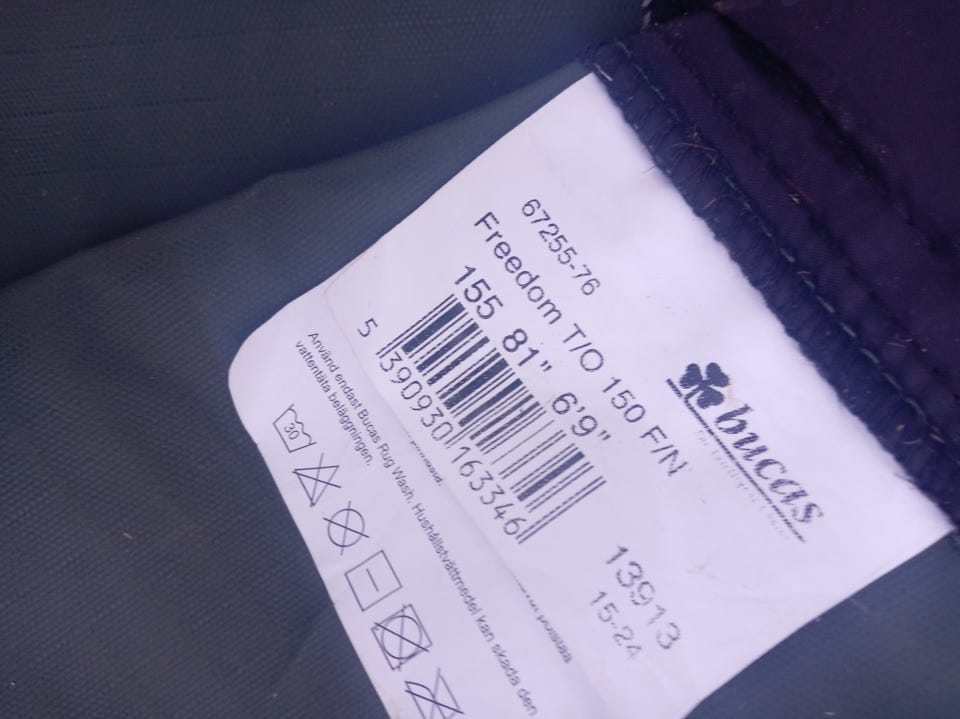 bucas
67255-76
Freedom T/O 150 F/N
155 81" 6'9"
5 390930 163346
13913
15-24
Använd endast Bucas Rug Wash. Hushållstvättmedel kan skada den
vattentäta beläggningen.
30